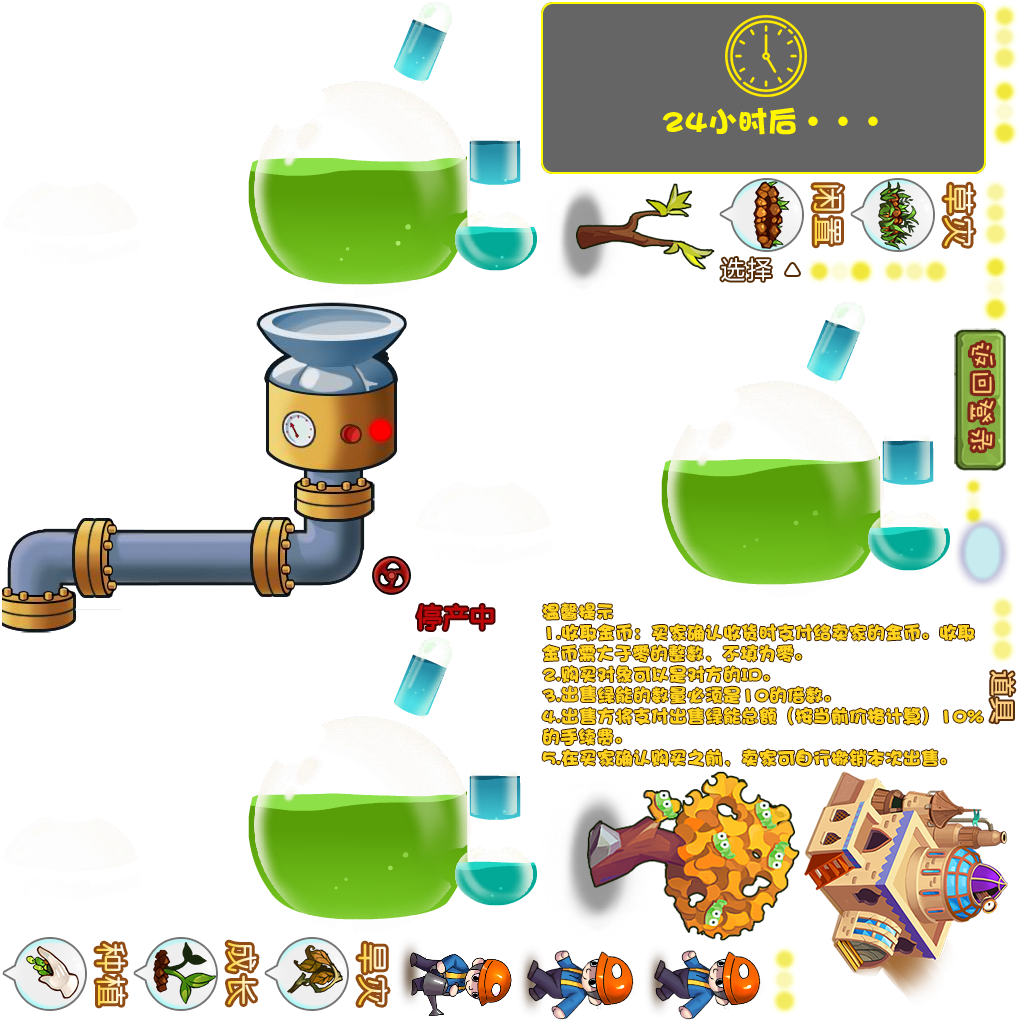 24小时后···
闲置
草灾
选择
返回登录
停产中
温馨提示
1.收取金币：买家确认收货时支付给卖家的金币。收取
金币需大于零的整数，不填为零。
2.购买对象可以是对方的ID。
3.出售绿能的数量必须是10的倍数。
4.出售方将支付出售绿能总额（按当前价格计算）10%
的手续费。
5.在买家确认购买之前，卖家可自行撤销本次出售。
道具
种植
成长
旱灾